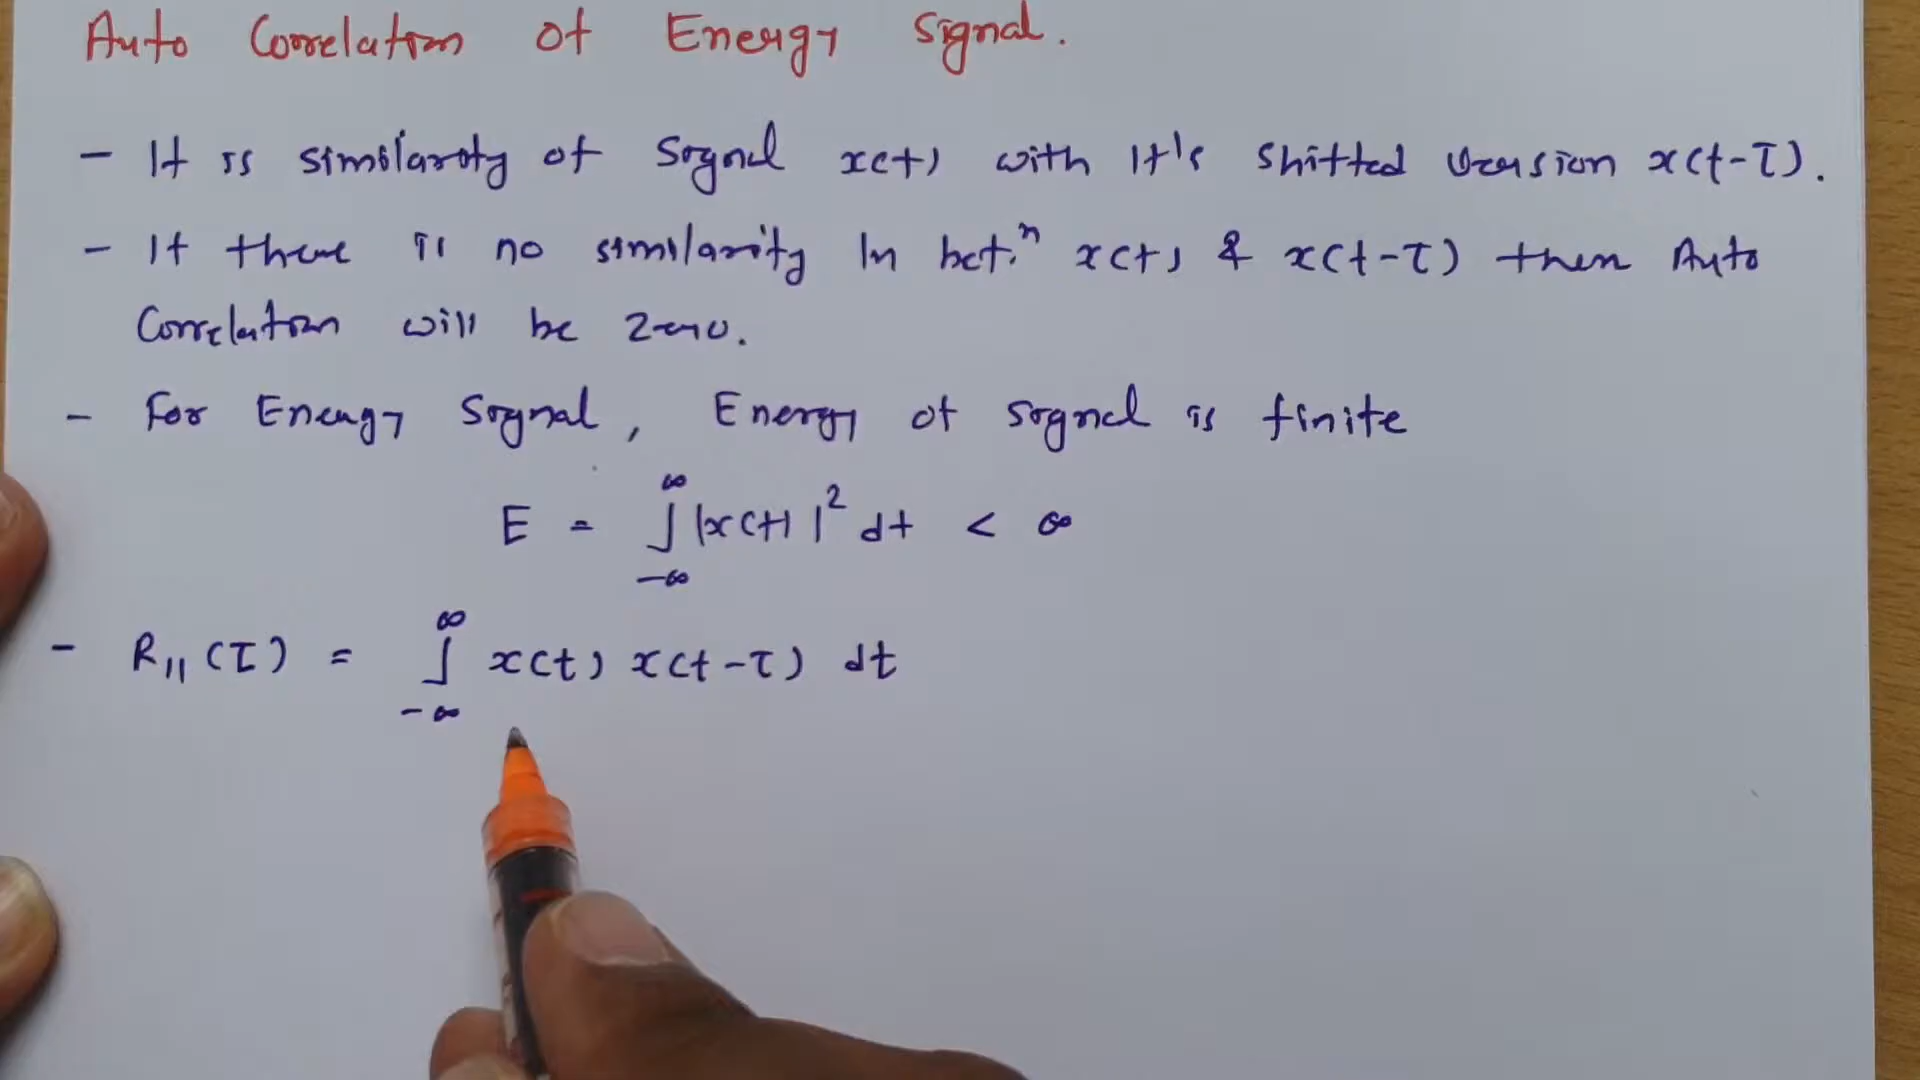 Auto Correlation of Energy Signal.
- It is similarity of Signal x(t) with It's shifted version x(t-τ).
- If there is no similarity In bet.ⁿ x(t) & x(t-τ) then Auto
Correlation will be zero.
- For Energy Signal, Energy of signal is finite
E = ∫_{-∞}^{∞} |x(t)|² dt < ∞
- R₁₁(τ) = ∫_{-∞}^{∞} x(t) x(t-τ) dt